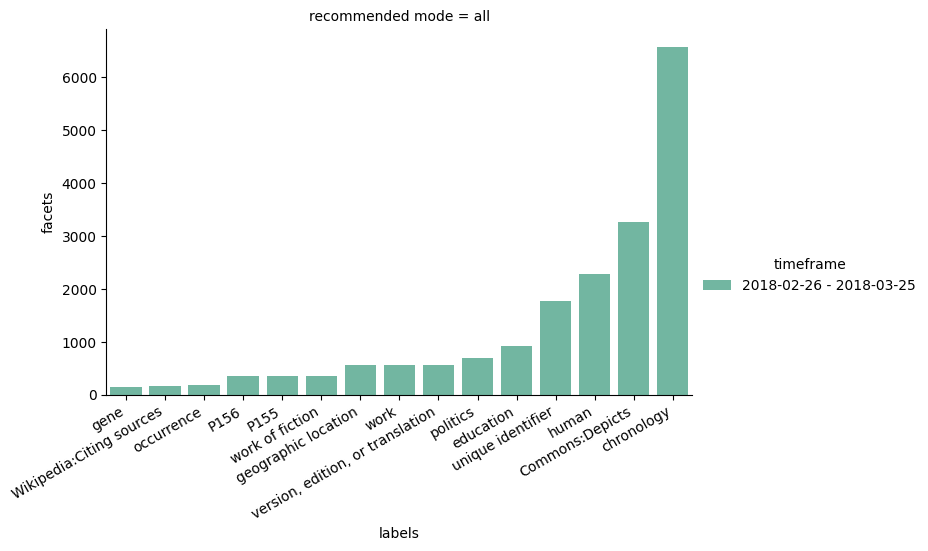 recommended mode = all
6000
5000
4000
3000
2000
1000
0
facets
gene
Wikipedia:Citing sources
occurrence
P156
P155
work of fiction
geographic location
work
version, edition, or translation
politics
education
unique identifier
human
Commons:Depicts
chronology
labels
timeframe
2018-02-26 - 2018-03-25